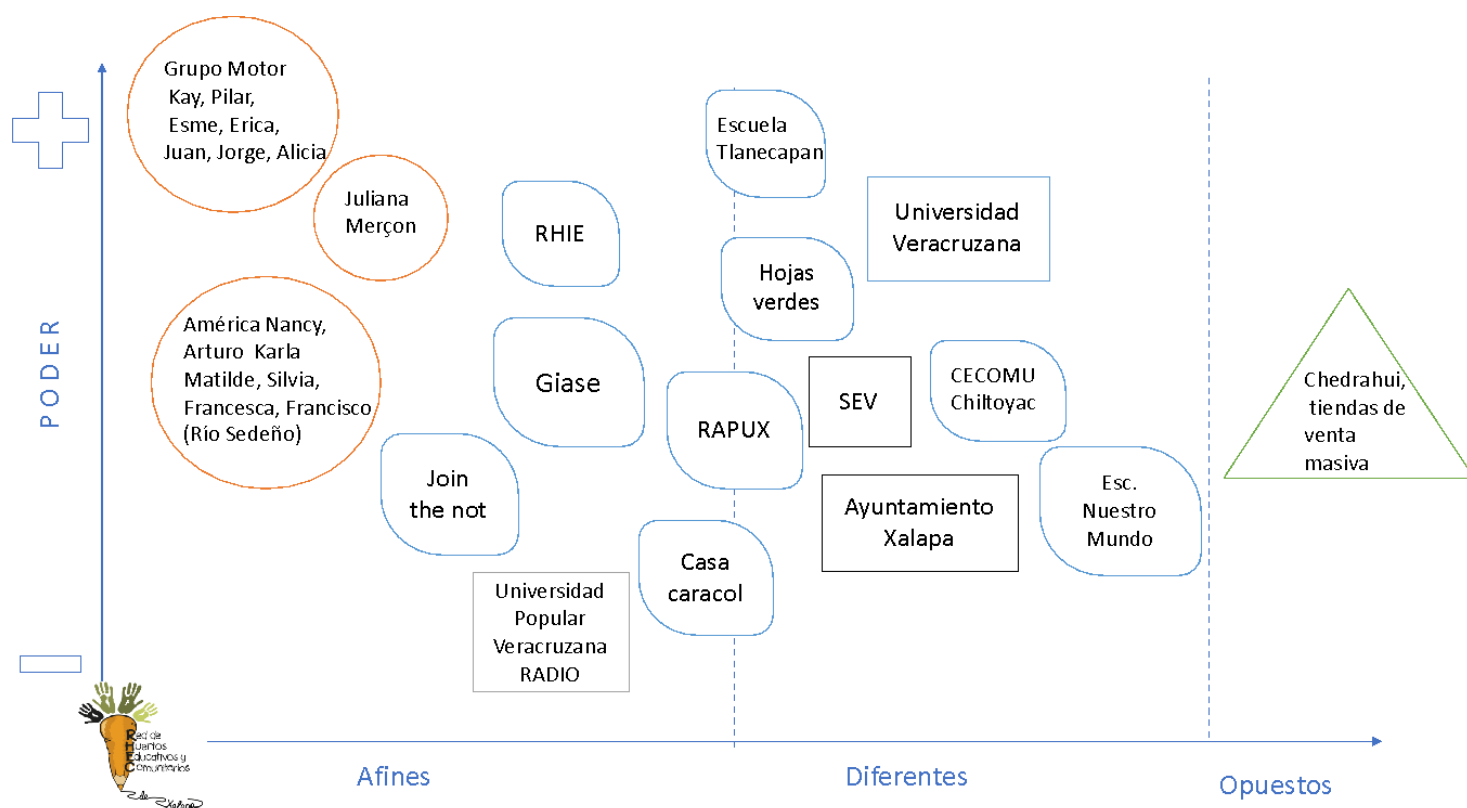 Grupo Motor
Kay, Pilar,
Esme, Erica,
Juan, Jorge, Alicia
Juliana
Merçon
RHIE
Escuela
Tlanecapan
Universidad
Veracruzana
Hojas
verdes
PODER
América Nancy,
Arturo Karla
Matilde, Silvia,
Francesca, Francisco
(Río Sedeño)
Giase
RAPUX
SEV
CECOMU
Chiltoyac
Chedrahui,
tiendas de
venta
masiva
Join
the not
Casa
caracol
Ayuntamiento
Xalapa
Esc.
Nuestro
Mundo
Universidad
Popular
Veracruzana
RADIO
Red de
Huertos
Educativos y
Comunitarios
de Xalapa
Afines
Diferentes
Opuestos